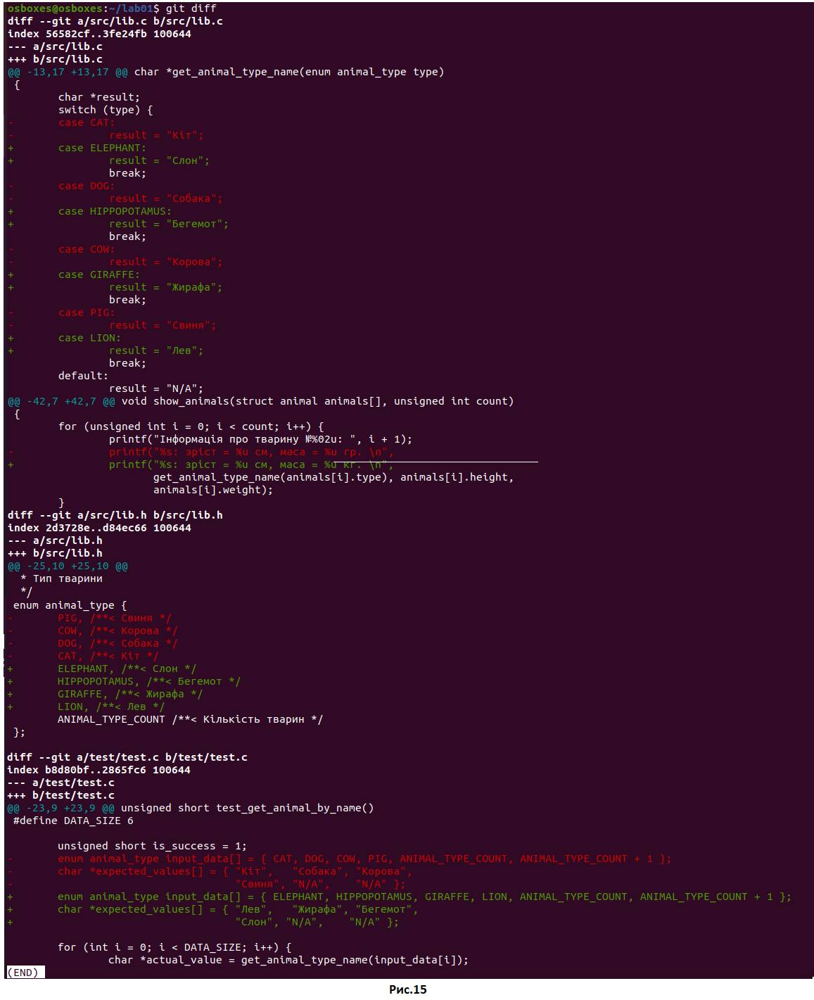 osboxes@osboxes:~/lab01$ git diff
diff --git a/src/lib.c b/src/lib.c
index 56582cf..3fe24fb 100644
--- a/src/lib.c
+++ b/src/lib.c
@@ -13,17 +13,17 @@ char *get_animal_type_name(enum animal_type type)
 {
        char *result;
        switch (type) {
-       case CAT:
-               result = "Кіт";
+       case ELEPHANT:
+               result = "Слон";
                break;
-       case DOG:
-               result = "Собака";
+       case HIPPOPOTAMUS:
+               result = "Бегемот";
                break;
-       case COW:
-               result = "Корова";
+       case GIRAFFE:
+               result = "Жирафа";
                break;
-       case PIG:
-               result = "Свиня";
+       case LION:
+               result = "Лев";
                break;
        default:
                result = "N/A";
@@ -42,7 +42,7 @@ void show_animals(struct animal animals[], unsigned int count)
 {
        for (unsigned int i = 0; i < count; i++) {
                printf("Інформація про тварину №%02u: ", i + 1);
-               printf("%s: зріст = %u см, маса = %u гр. \n",
+               printf("%s: зріст = %u см, маса = %u кг. \n",
                       get_animal_type_name(animals[i].type), animals[i].height,
                       animals[i].weight);
        }
diff --git a/src/lib.h b/src/lib.h
index 2d3728e..d84ec66 100644
--- a/src/lib.h
+++ b/src/lib.h
@@ -25,10 +25,10 @@
  * Тип тварини
  */
 enum animal_type {
-       PIG, /**< Свиня */
-       COW, /**< Корова */
-       DOG, /**< Собака */
-       CAT, /**< Кіт */
+       ELEPHANT, /**< Слон */
+       HIPPOPOTAMUS, /**< Бегемот */
+       GIRAFFE, /**< Жирафа */
+       LION, /**< Лев */
        ANIMAL_TYPE_COUNT /**< Кількість тварин */
 };
diff --git a/test/test.c b/test/test.c
index b8d80bf..2865fc6 100644
--- a/test/test.c
+++ b/test/test.c
@@ -23,9 +23,9 @@ unsigned short test_get_animal_by_name()
 #define DATA_SIZE 6
        unsigned short is_success = 1;
-       enum animal_type input_data[] = { CAT, DOG, COW, PIG, ANIMAL_TYPE_COUNT, ANIMAL_TYPE_COUNT + 1 };
-       char *expected_values[] = { "Кіт",   "Собака", "Корова",
-                                   "Свиня", "N/A",    "N/A" };
+       enum animal_type input_data[] = { ELEPHANT, HIPPOPOTAMUS, GIRAFFE, LION, ANIMAL_TYPE_COUNT, ANIMAL_TYPE_COUNT + 1 };
+       char *expected_values[] = { "Лев",   "Жирафа", "Бегемот",
+                                   "Слон", "N/A",    "N/A" };
        for (int i = 0; i < DATA_SIZE; i++) {
                char *actual_value = get_animal_type_name(input_data[i]);
(END)
Рис.15